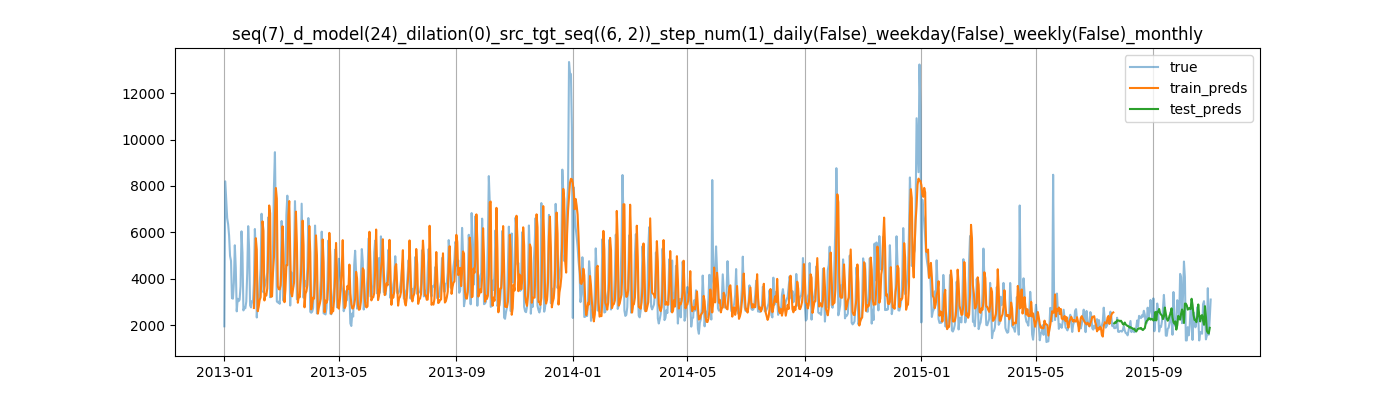 seq(7)_d_model(24)_dilation(0)_src_tgt_seq((6, 2))_step_num(1)_daily(False)_weekday(False)_weekly(False)_monthly
true
train_preds
test_preds
12000
10000
8000
6000
4000
2000
2013-01 2013-05 2013-09 2014-01 2014-05 2014-09 2015-01 2015-05 2015-09